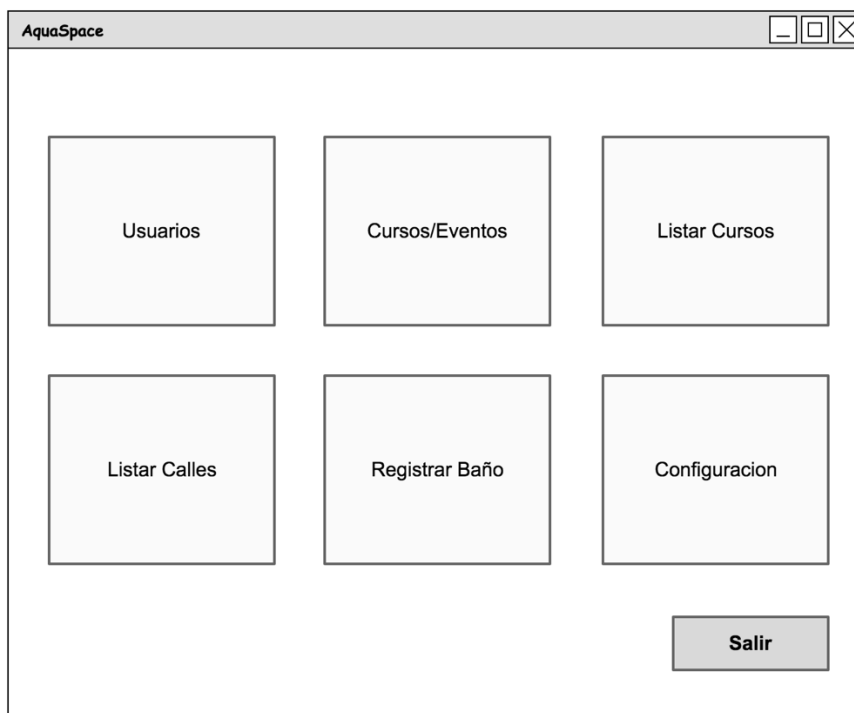 AquaSpace
Usuarios
Cursos/Eventos
Listar Cursos
Listar Calles
Registrar Baño
Configuracion
Salir